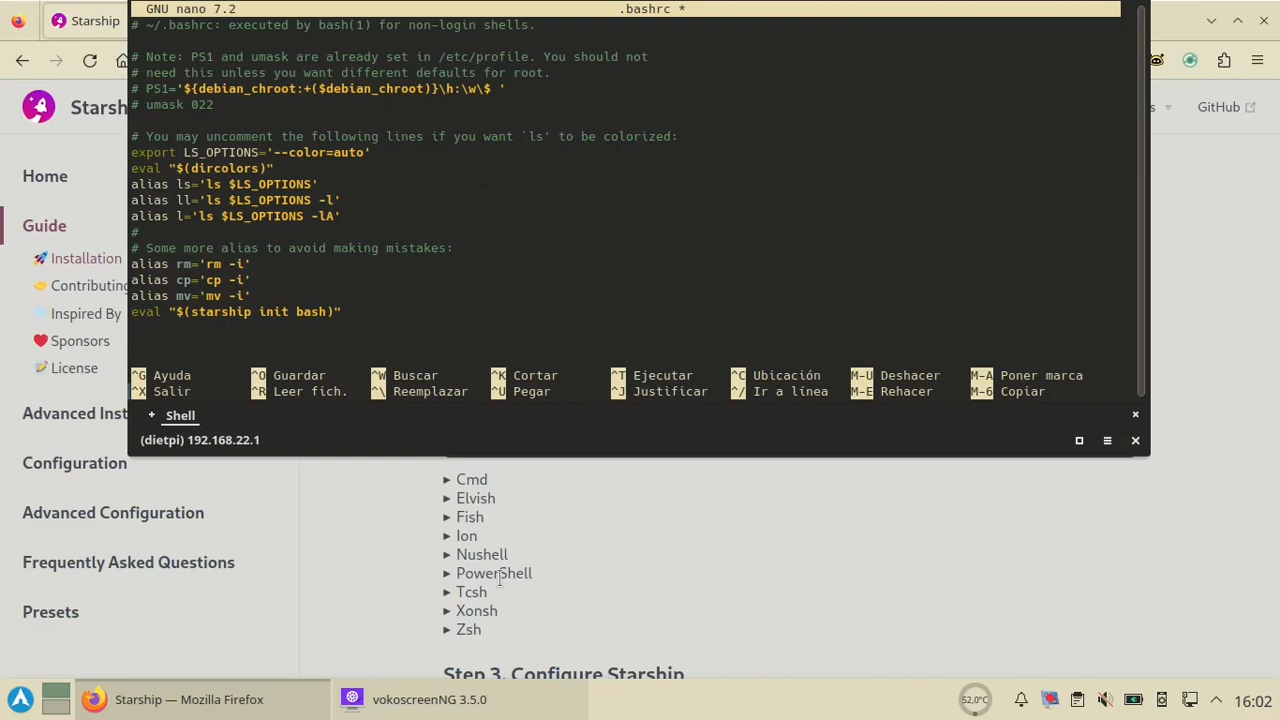 GNU nano 7.2
.bashrc *
# ~/.bashrc: executed by bash(1) for non-login shells.
# Note: PS1 and umask are already set in /etc/profile. You should not
# need this unless you want different defaults for root.
# PS1='${debian_chroot:+($debian_chroot)}\h:\w\$ '
# umask 022
# You may uncomment the following lines if you want `ls' to be colorized:
export LS_OPTIONS='--color=auto'
eval "$(dircolors)"
alias ls='ls $LS_OPTIONS'
alias ll='ls $LS_OPTIONS -l'
alias l='ls $LS_OPTIONS -lA'
#
# Some more alias to avoid making mistakes:
alias rm='rm -i'
alias cp='cp -i'
alias mv='mv -i'
eval "$(starship init bash)"
^G Ayuda ^O Guardar ^W Buscar ^K Cortar ^T Ejecutar ^C Ubicación M-U Deshacer M-A Poner marca
^X Salir ^R Leer fich. ^\ Reemplazar ^U Pegar ^J Justificar ^/ Ir a línea M-E Rehacer M-6 Copiar
+ Shell
(dietpi) 192.168.22.1
Starship
Starship
GitHub
Home
Guide
Installation
Contributing
Inspired By
Sponsors
License
Advanced Inst
Configuration
Advanced Configuration
Frequently Asked Questions
Presets
Cmd
Elvish
Fish
Ion
Nushell
PowerShell
Tcsh
Xonsh
Zsh
Step 3. Configure Starship
Starship — Mozilla Firefox
vokoscreenNG 3.5.0
52,0°C
16:02